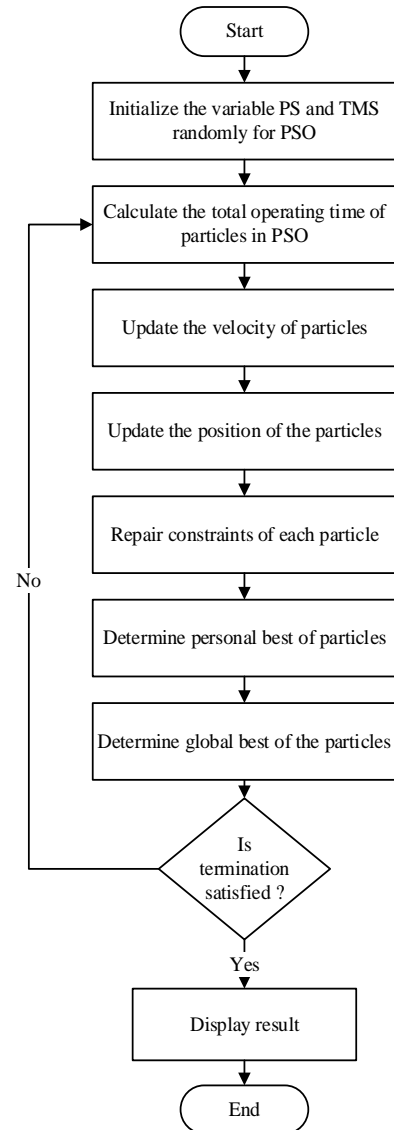 Start
Initialize the variable PS and TMS
randomly for PSO
Calculate the total operating time of
particles in PSO
Update the velocity of particles
Update the position of the particles
Repair constraints of each particle
No
Determine personal best of particles
Determine global best of the particles
Is
termination
satisfied ?
Yes
Display result
End